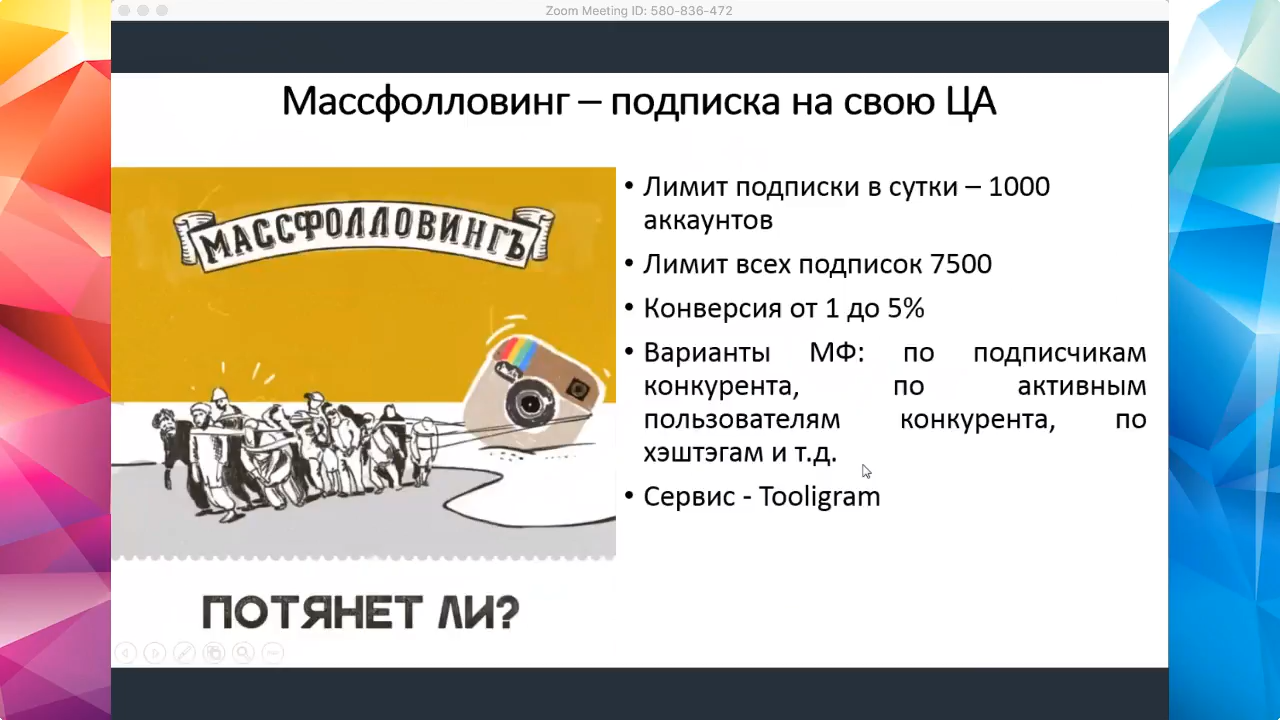 Zoom Meeting ID: 580-836-472
Массфолловинг – подписка на свою ЦА
МАССФОЛЛОВИНГЪ
ПОТЯНЕТ ЛИ?
• Лимит подписки в сутки – 1000
аккаунтов
• Лимит всех подписок 7500
• Конверсия от 1 до 5%
• Варианты МФ: по подписчикам
конкурента, по активным
пользователям конкурента, по
хэштэгам и т.д.
• Сервис - Tooligram